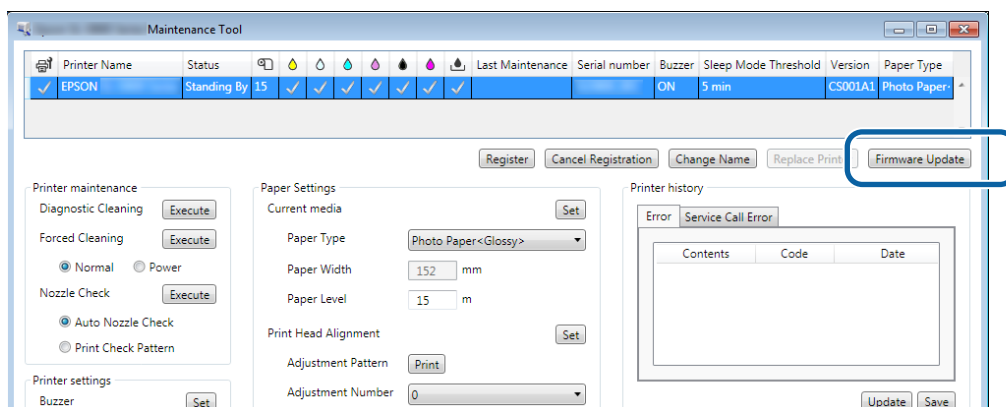 Maintenance Tool
Printer Name Status Last Maintenance Serial number Buzzer Sleep Mode Threshold Version Paper Type
EPSON Standing By 15 ON 5 min CS001A1 Photo Paper
Register Cancel Registration Change Name Replace Firmware Update
Printer maintenance
Diagnostic Cleaning Execute
Forced Cleaning Execute
Normal Power
Nozzle Check Execute
Auto Nozzle Check
Print Check Pattern
Printer settings
Buzzer Set
Paper Settings
Current media Set
Paper Type Photo Paper<Glossy>
Paper Width 152 mm
Paper Level 15 m
Print Head Alignment Set
Adjustment Pattern Print
Adjustment Number 0
Printer history
Error Service Call Error
Contents Code Date
Update Save